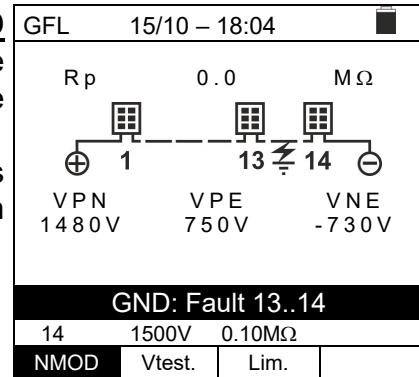 GFL 15/10 – 18:04
Rp 0.0 MΩ
1 13 14
VPN VPE VNE
1480V 750V -730V
GND: Fault 13..14
14 1500V 0.10MΩ
NMOD Vtest. Lim.